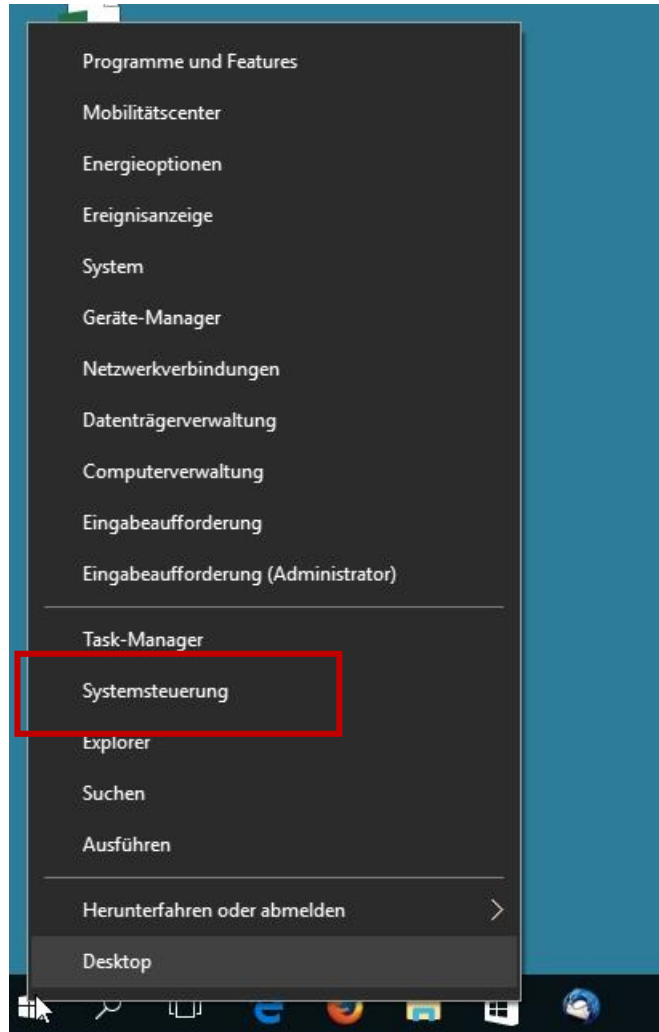 Programme und Features
Mobilitätscenter
Energieoptionen
Ereignisanzeige
System
Geräte-Manager
Netzwerkverbindungen
Datenträgerverwaltung
Computerverwaltung
Eingabeaufforderung
Eingabeaufforderung (Administrator)
Task-Manager
Systemsteuerung
Explorer
Suchen
Ausführen
Herunterfahren oder abmelden
Desktop